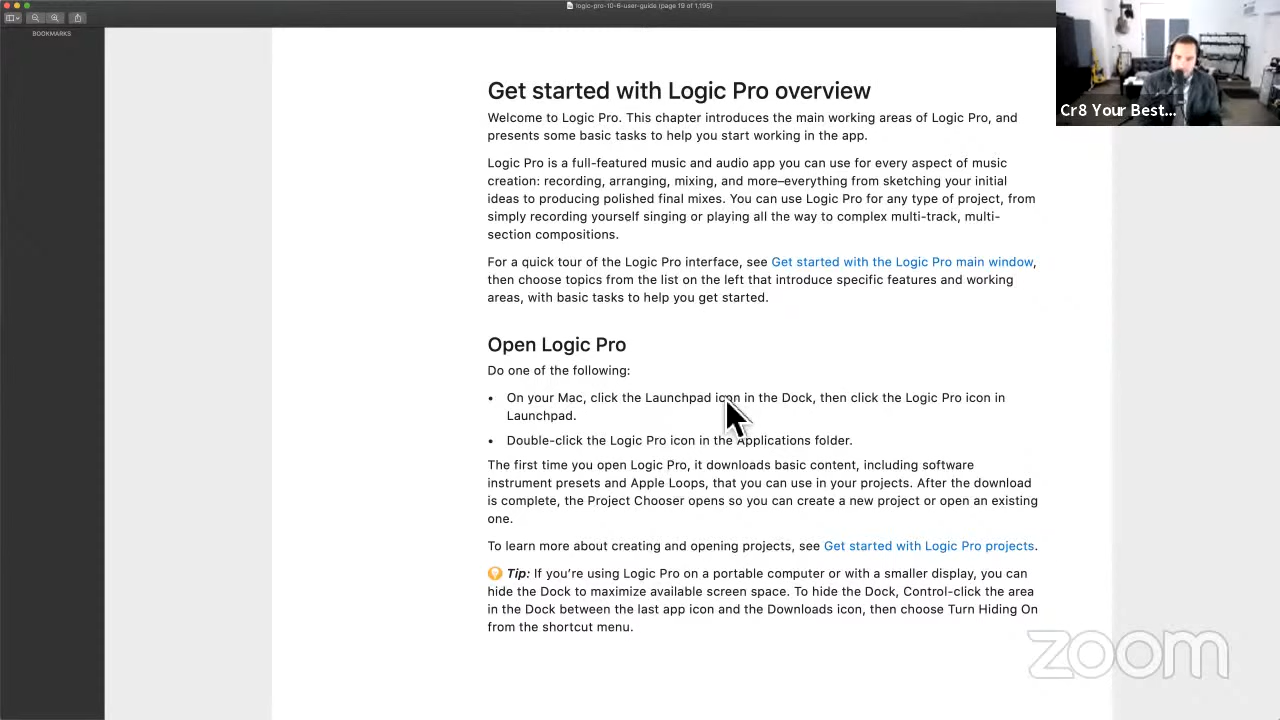 logic-pro-10-6-user-guide (page 19 of 1,195)
BOOKMARKS
Get started with Logic Pro overview
Welcome to Logic Pro. This chapter introduces the main working areas of Logic Pro, and
presents some basic tasks to help you start working in the app.
Logic Pro is a full-featured music and audio app you can use for every aspect of music
creation: recording, arranging, mixing, and more–everything from sketching your initial
ideas to producing polished final mixes. You can use Logic Pro for any type of project, from
simply recording yourself singing or playing all the way to complex multi-track, multi-
section compositions.
For a quick tour of the Logic Pro interface, see Get started with the Logic Pro main window,
then choose topics from the list on the left that introduce specific features and working
areas, with basic tasks to help you get started.
Open Logic Pro
Do one of the following:
• On your Mac, click the Launchpad icon in the Dock, then click the Logic Pro icon in
Launchpad.
• Double-click the Logic Pro icon in the Applications folder.
The first time you open Logic Pro, it downloads basic content, including software
instrument presets and Apple Loops, that you can use in your projects. After the download
is complete, the Project Chooser opens so you can create a new project or open an existing
one.
To learn more about creating and opening projects, see Get started with Logic Pro projects.
Tip: If you’re using Logic Pro on a portable computer or with a smaller display, you can
hide the Dock to maximize available screen space. To hide the Dock, Control-click the area
in the Dock between the last app icon and the Downloads icon, then choose Turn Hiding On
from the shortcut menu.
Cr8 Your Best...
zoom